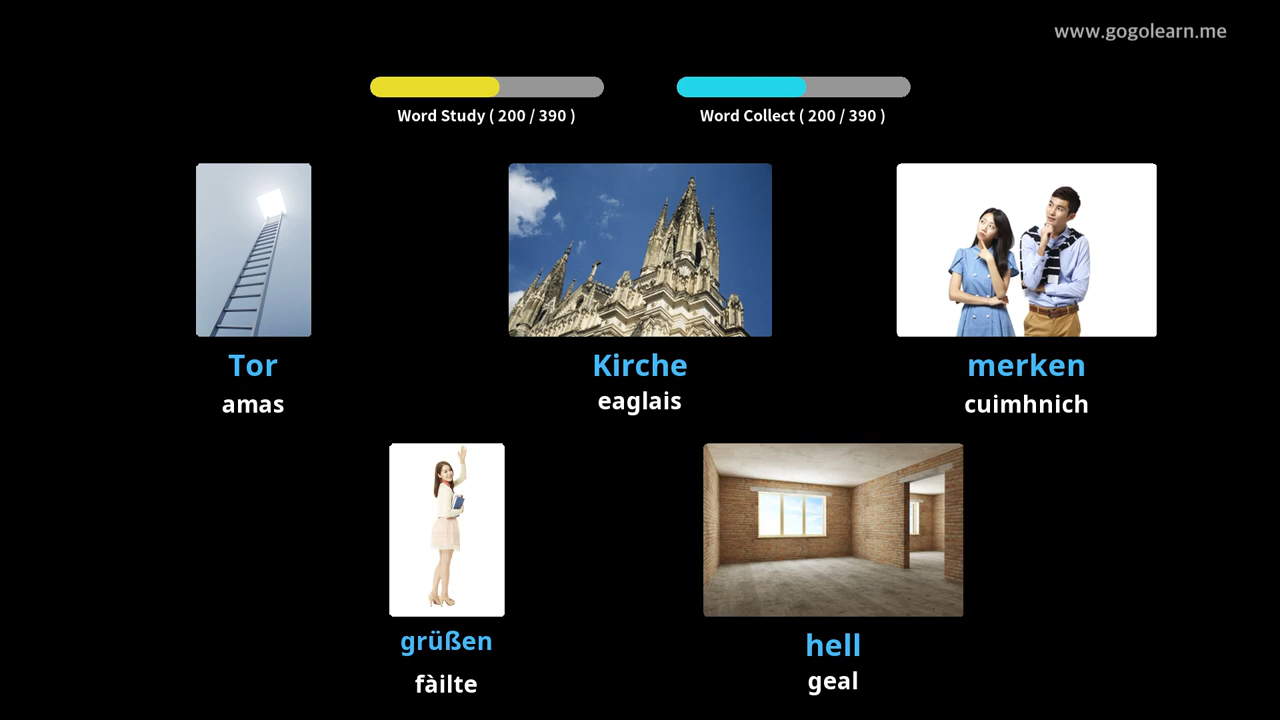 www.gogolearn.me
Word Study ( 200 / 390 )
Word Collect ( 200 / 390 )
Tor
amas
Kirche
eaglais
merken
cuimhnich
grüßen
fàilte
hell
geal